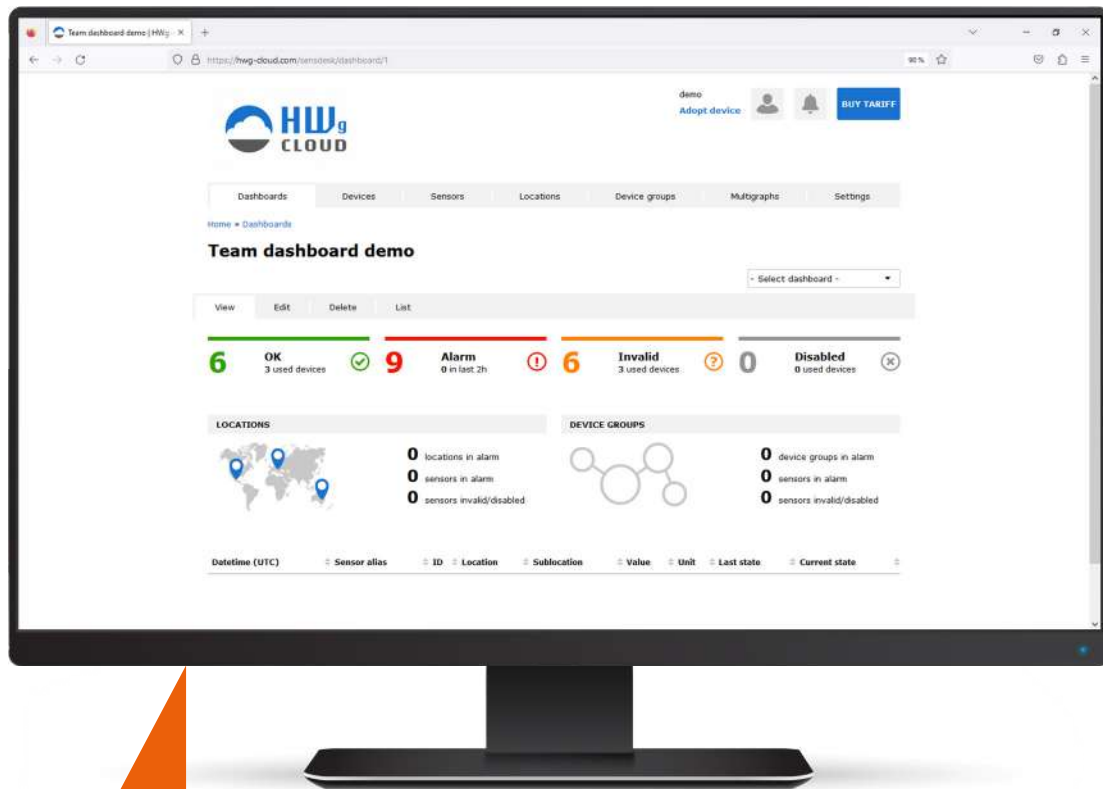 Team dashboard demo | HWg - ×
+
https://hwg-cloud.com/sensdesk/dashboard/1
90%
HWg
CLOUD
demo
Adopt device
BUY TARIFF
Dashboards Devices Sensors Locations Device groups Multigraphs Settings
Home » Dashboards
Team dashboard demo
- Select dashboard -
View Edit Delete List
6 OK 9 Alarm 6 Invalid 0 Disabled
3 used devices 0 in last 2h 3 used devices 0 used devices
LOCATIONS DEVICE GROUPS
0 locations in alarm 0 device groups in alarm
0 sensors in alarm 0 sensors in alarm
0 sensors invalid/disabled 0 sensors invalid/disabled
Datetime (UTC) Sensor alias ID Location Sublocation Value Unit Last state Current state